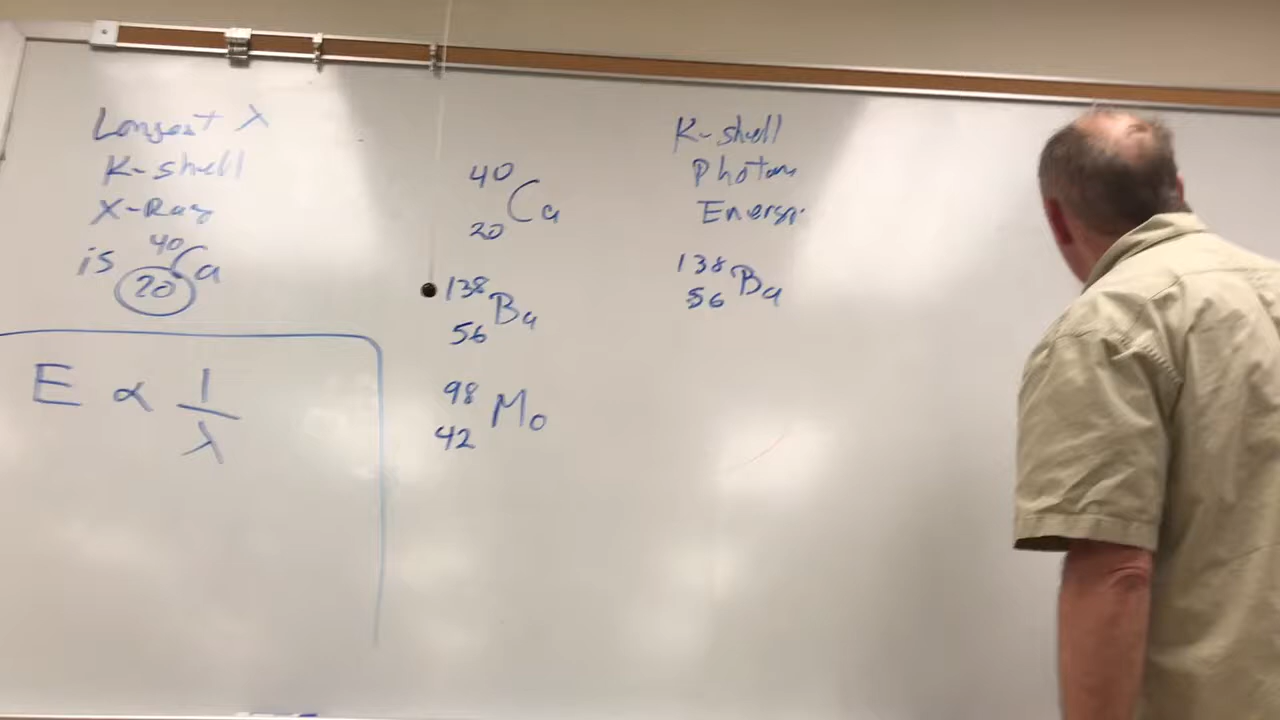 Longest λ
K-shell
X-Ray
is 40 20 Ca
E ∝ 1/λ
40 20 Ca
138 56 Ba
98 42 Mo
K-shell
Photon
Energy
138 56 Ba